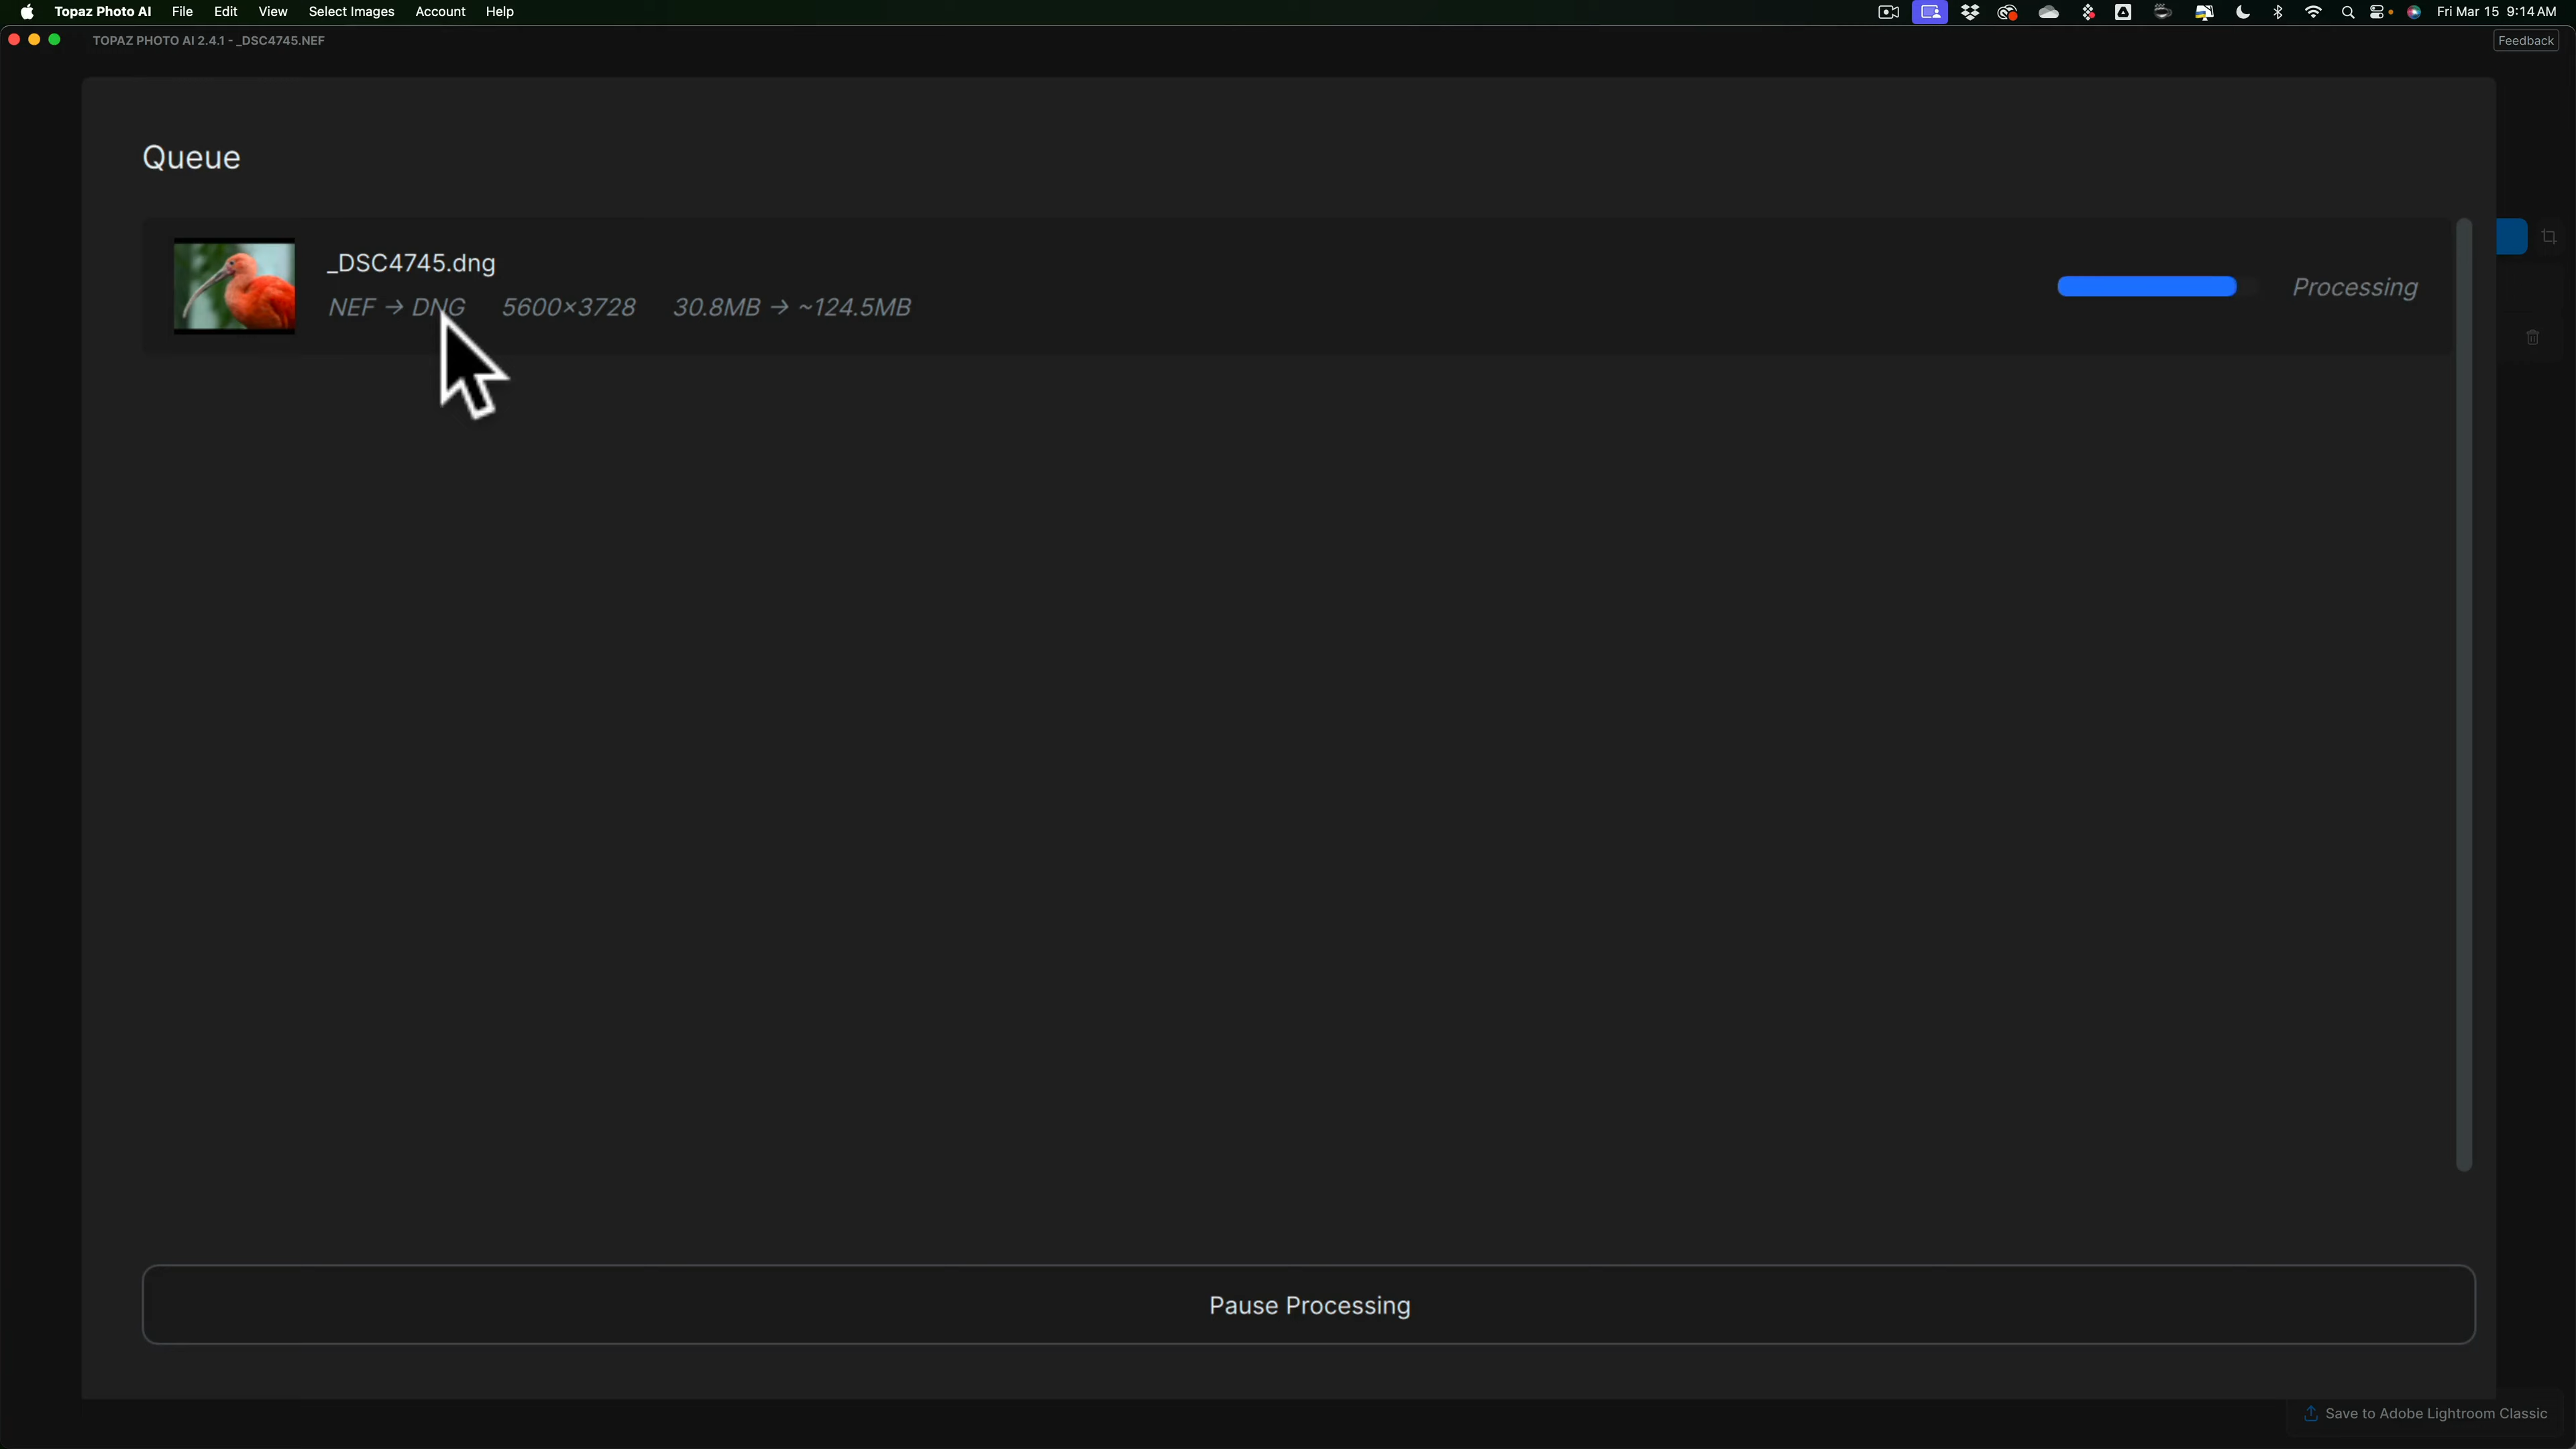 Topaz Photo AI File Edit View Select Images Account Help Fri Mar 15 9:14 AM
TOPAZ PHOTO AI 2.4.1 - _DSC4745.NEF Feedback
Queue
_DSC4745.dng
NEF → DNG 5600×3728 30.8MB → ~124.5MB Processing
Pause Processing
Save to Adobe Lightroom Classic